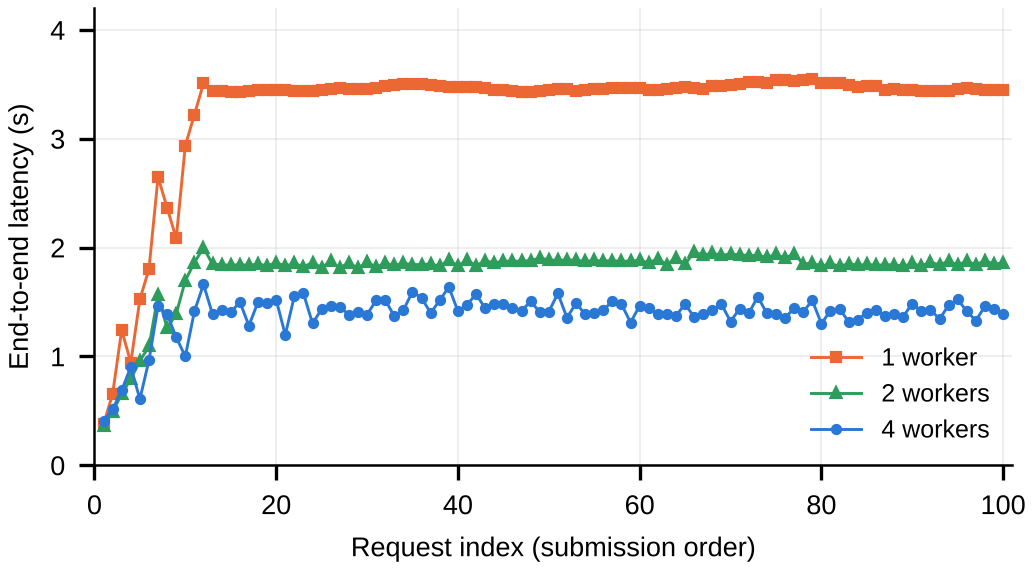 End-to-end latency (s)
4
3
2
1
0
0 20 40 60 80 100
Request index (submission order)
1 worker
2 workers
4 workers